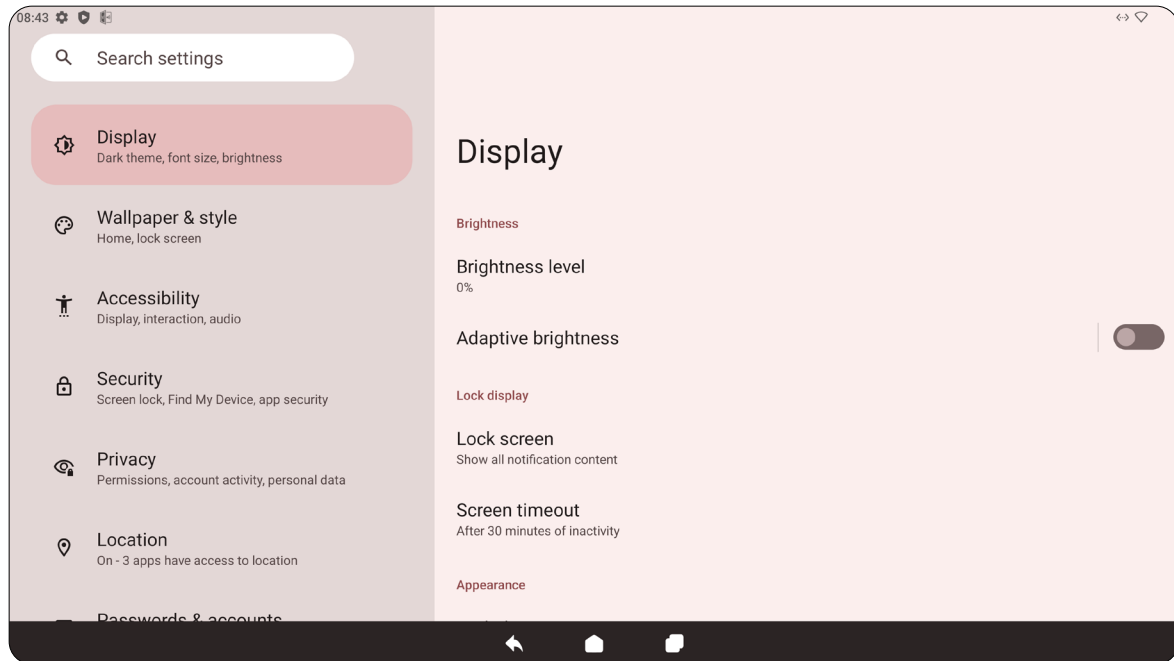 08:43
Search settings
Display
Dark theme, font size, brightness
Wallpaper & style
Home, lock screen
Accessibility
Display, interaction, audio
Security
Screen lock, Find My Device, app security
Privacy
Permissions, account activity, personal data
Location
On - 3 apps have access to location
Passwords & accounts
Display
Brightness
Brightness level
0%
Adaptive brightness
Lock display
Lock screen
Show all notification content
Screen timeout
After 30 minutes of inactivity
Appearance